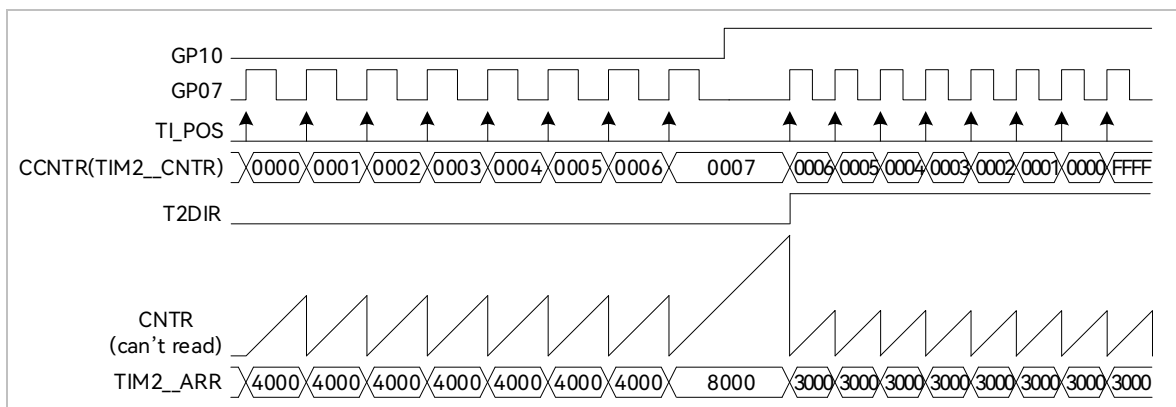 GP10
GP07
TI_POS
CCNTR(TIM2__CNTR) 0000 0001 0002 0003 0004 0005 0006 0007 0006 0005 0004 0003 0002 0001 0000 FFFF
T2DIR
CNTR
(can't read)
TIM2__ARR 4000 4000 4000 4000 4000 4000 4000 8000 3000 3000 3000 3000 3000 3000 3000 3000